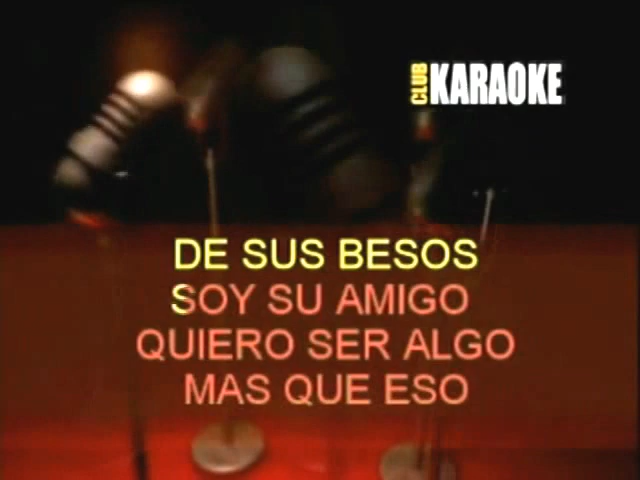 CLUB KARAOKE
DE SUS BESOS
SOY SU AMIGO
QUIERO SER ALGO
MAS QUE ESO